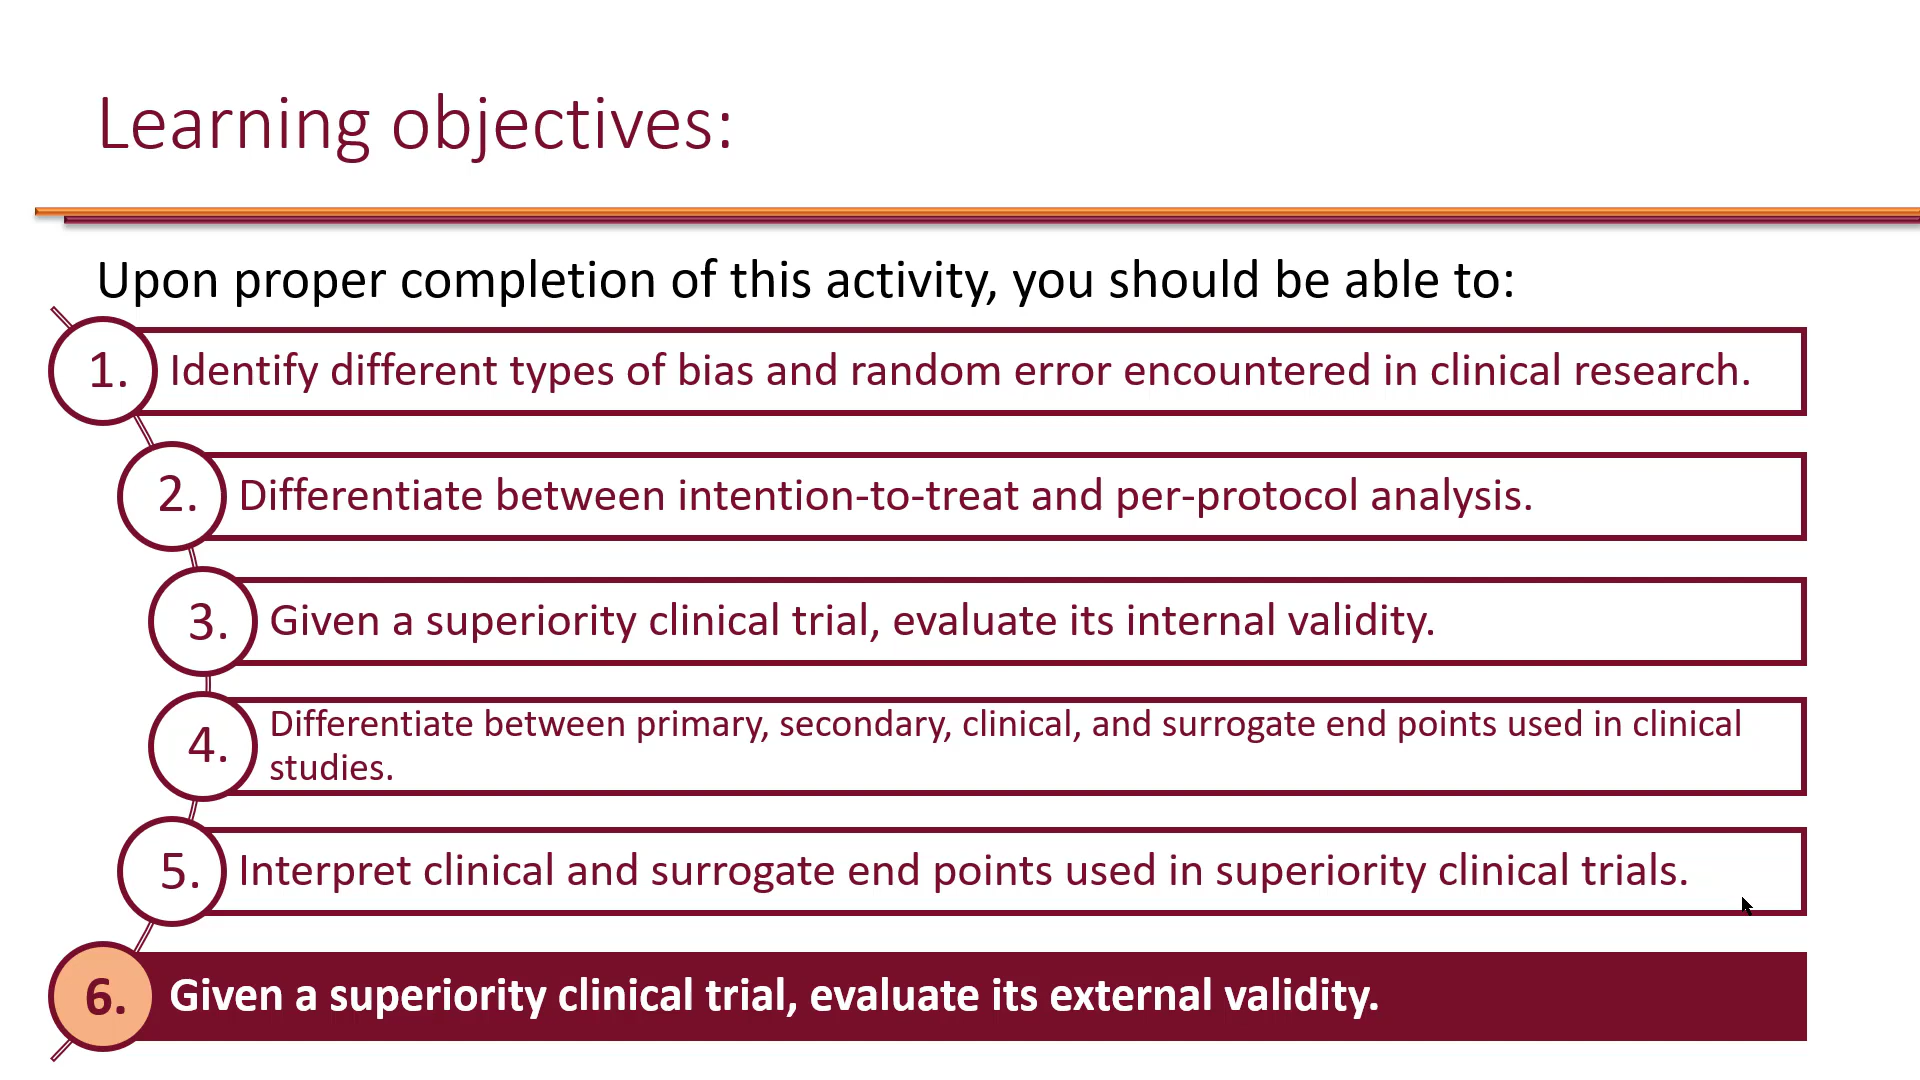 Learning objectives:
Upon proper completion of this activity, you should be able to:
1. Identify different types of bias and random error encountered in clinical research.
2. Differentiate between intention-to-treat and per-protocol analysis.
3. Given a superiority clinical trial, evaluate its internal validity.
4. Differentiate between primary, secondary, clinical, and surrogate end points used in clinical
studies.
5. Interpret clinical and surrogate end points used in superiority clinical trials.
6. Given a superiority clinical trial, evaluate its external validity.